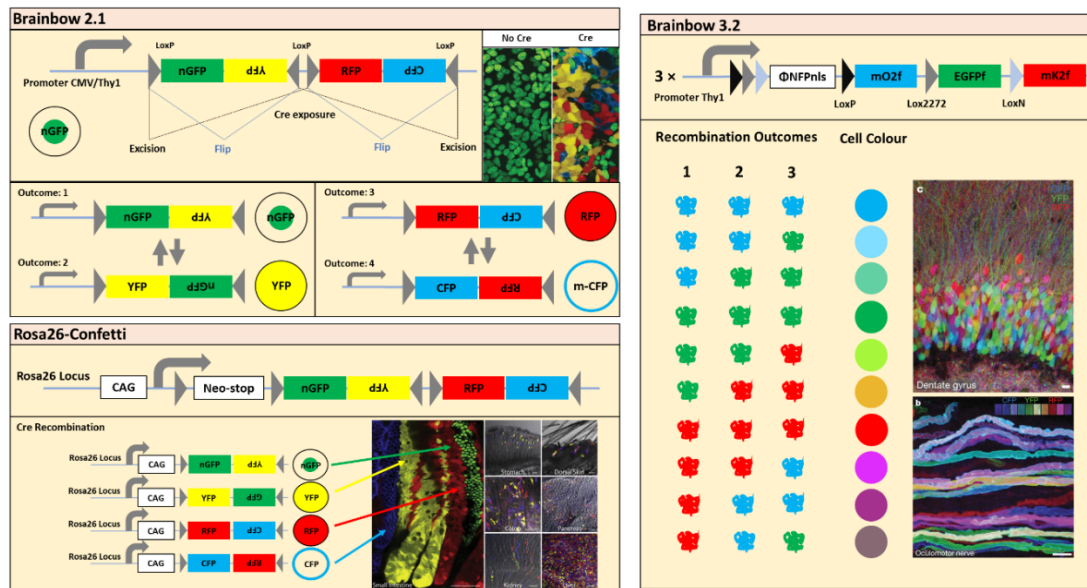 Brainbow 2.1
LoxP LoxP LoxP
nGFP YFP RFP CFP
Promoter CMV/Thy1
nGFP
Cre exposure
Excision Flip Flip Excision
No Cre Cre
Outcome: 1
nGFP YFP nGFP
Outcome: 2
YFP nGFP YFP
Outcome: 3
RFP CFP RFP
Outcome: 4
CFP RFP m-CFP
Rosa26-Confetti
Rosa26 Locus CAG Neo-stop nGFP YFP RFP CFP
Cre Recombination
Rosa26 Locus
CAG nGFP YFP nGFP
Rosa26 Locus
CAG YFP GFP YFP
Rosa26 Locus
CAG RFP CFP RFP
Rosa26 Locus
CAG CFP RFP CFP
Small intestine
Stomach Dorsal Skin
Colon Pancreas
Kidney
Brainbow 3.2
3 × ΦNFPnls mO2f EGFPf mK2f
Promoter Thy1
LoxP Lox2272 LoxN
Recombination Outcomes Cell Colour
1 2 3
c
YFP
Dentate gyrus
b
CFP YFP RFP
Oculomotor nerve